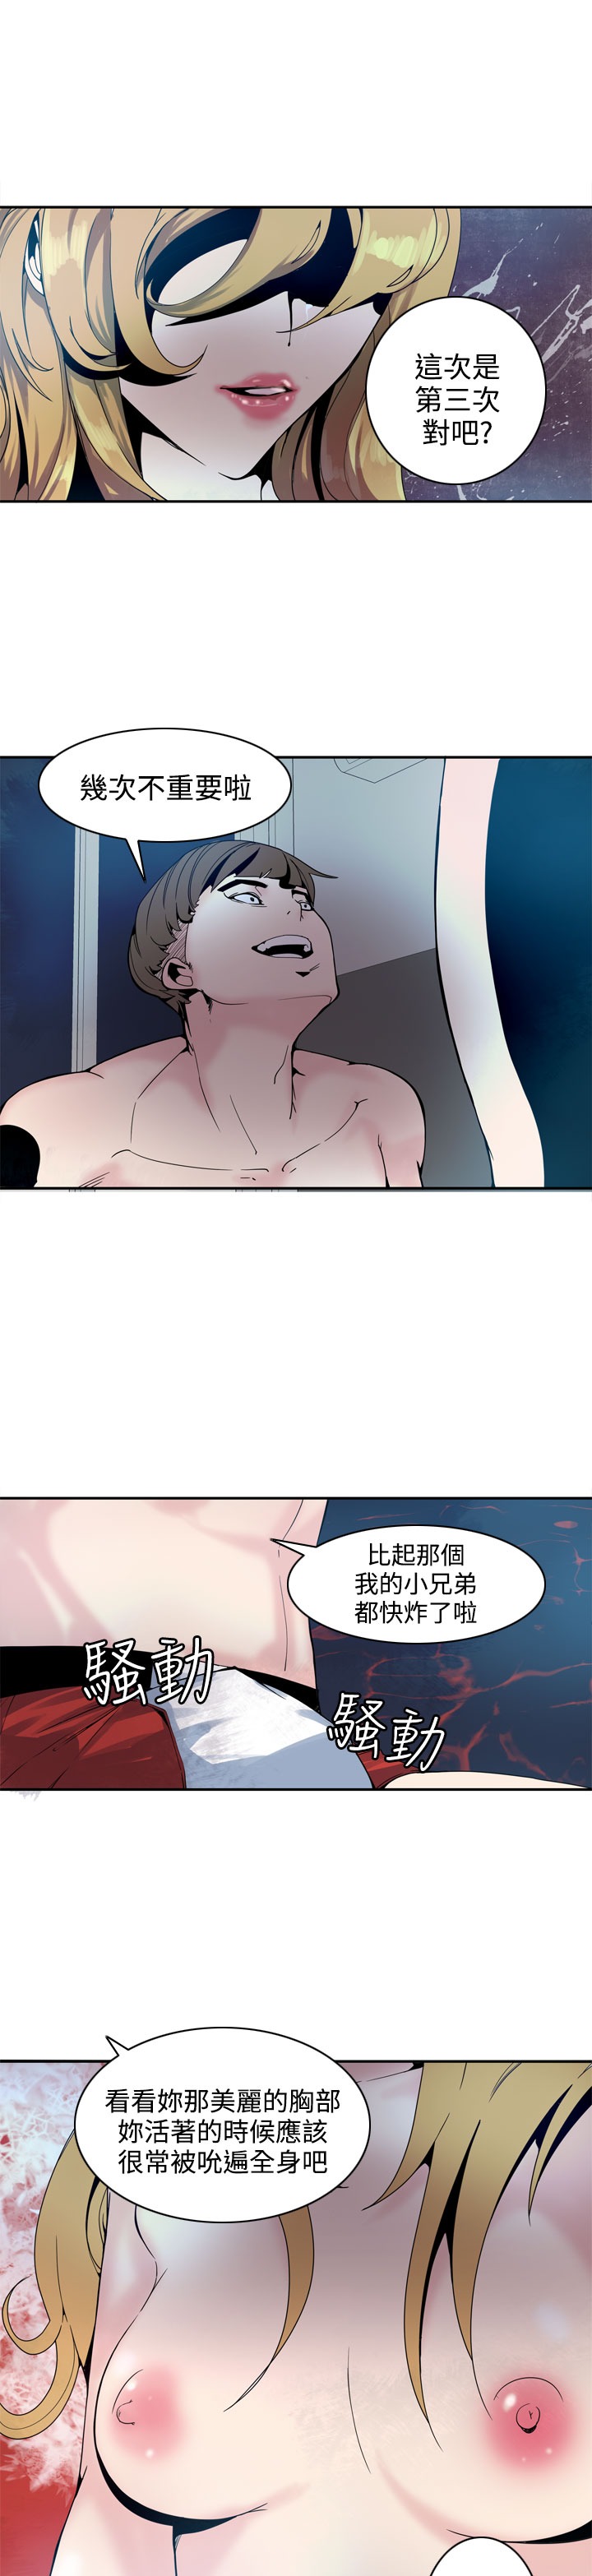 這次是
第三次
對吧?
幾次不重要啦
比起那個
我的小兄弟
都快炸了啦
騷動
騷動
看看妳那美麗的胸部
妳活著的時候應該
很常被吮遍全身吧